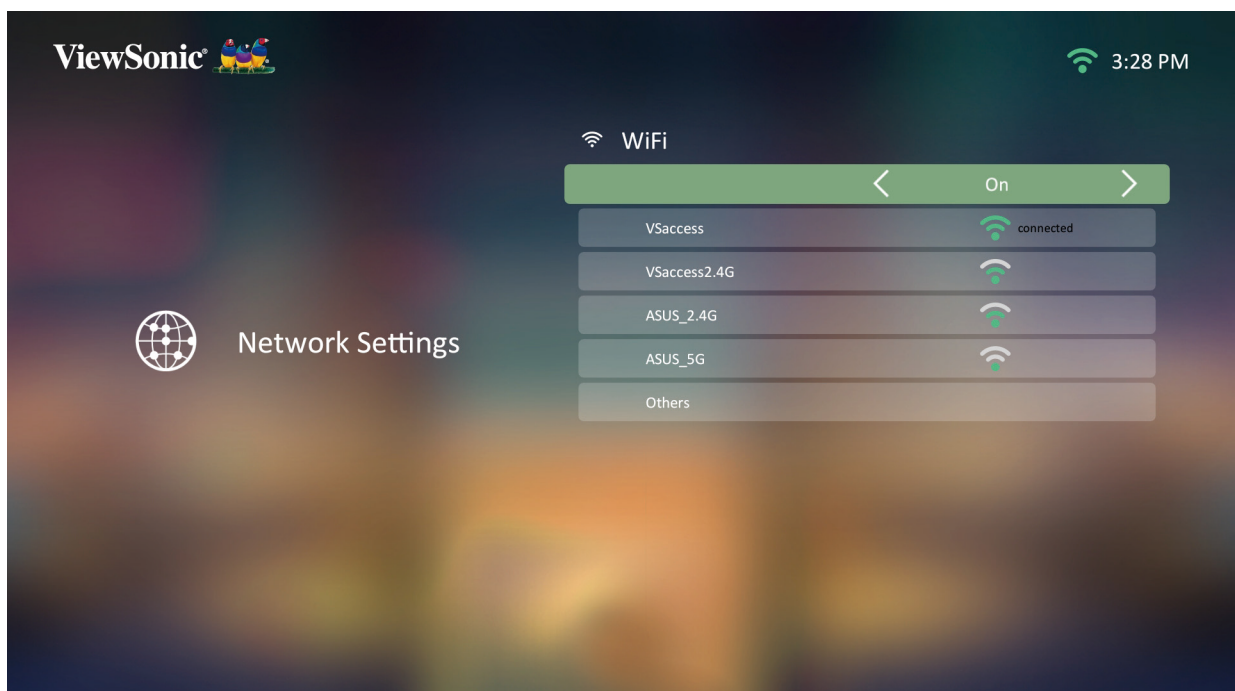 ViewSonic®
3:28 PM
WiFi
On
VSaccess connected
VSaccess2.4G
ASUS_2.4G
Network Settings
ASUS_5G
Others